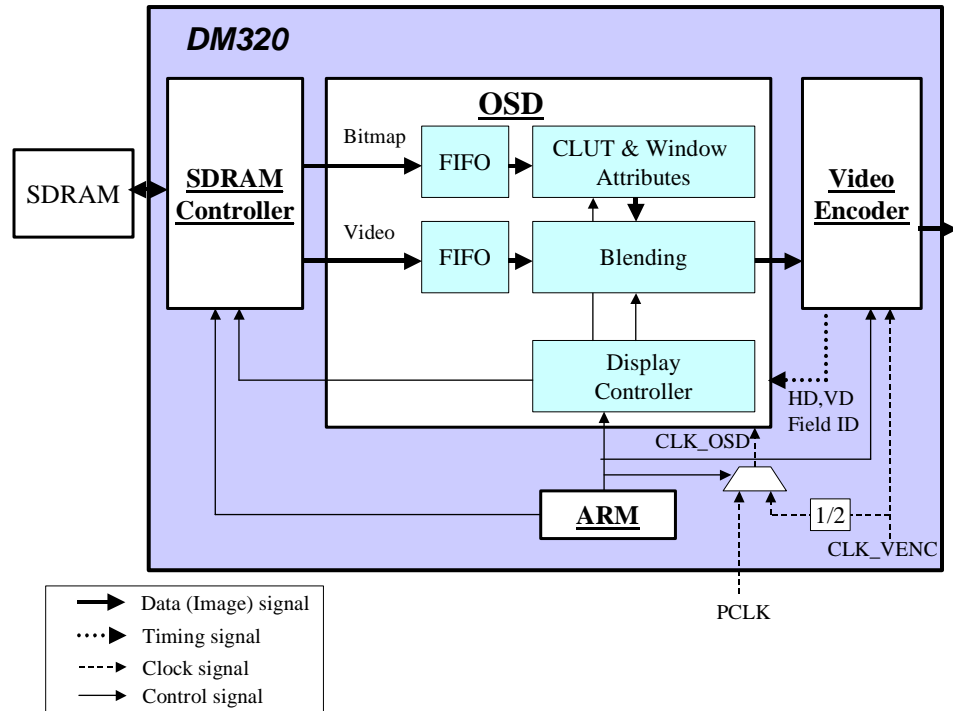 DM320
OSD
Bitmap
FIFO
CLUT & Window
Attributes
SDRAM
SDRAM
Controller
Video
Encoder
Video
FIFO
Blending
Display
Controller
HD,VD
Field ID
CLK_OSD
ARM
1/2
CLK_VENC
PCLK
Data (Image) signal
Timing signal
Clock signal
Control signal